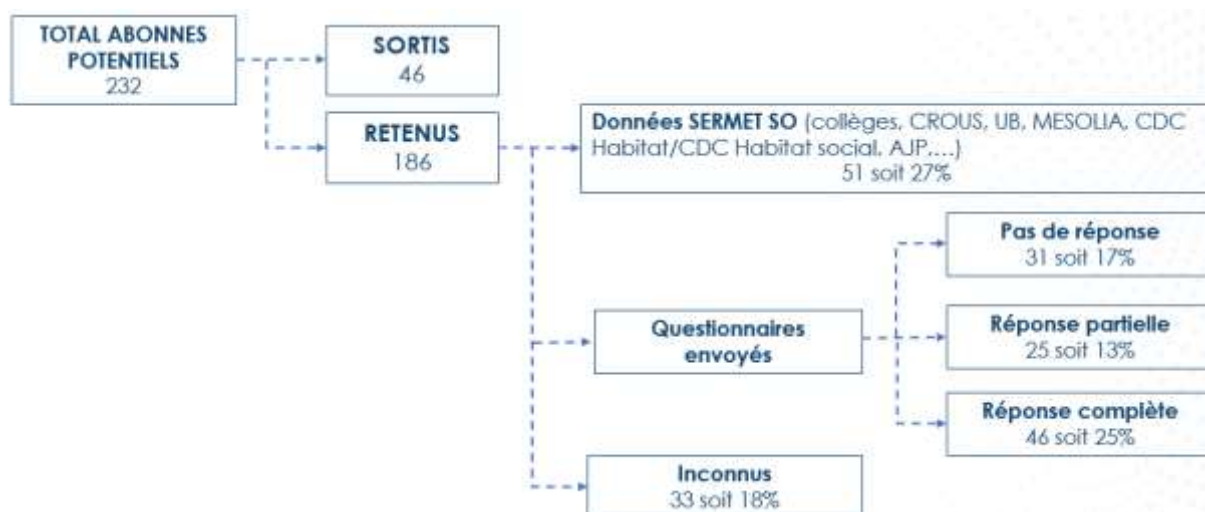 TOTAL ABONNES
POTENTIELS
232
SORTIS
46
RETENUS
186
Données SERMET SO (collèges, CROUS, UB, MESOLIA, CDC
Habitat/CDC Habitat social, AJP,…)
51 soit 27%
Questionnaires
envoyés
Pas de réponse
31 soit 17%
Réponse partielle
25 soit 13%
Réponse complète
46 soit 25%
Inconnus
33 soit 18%